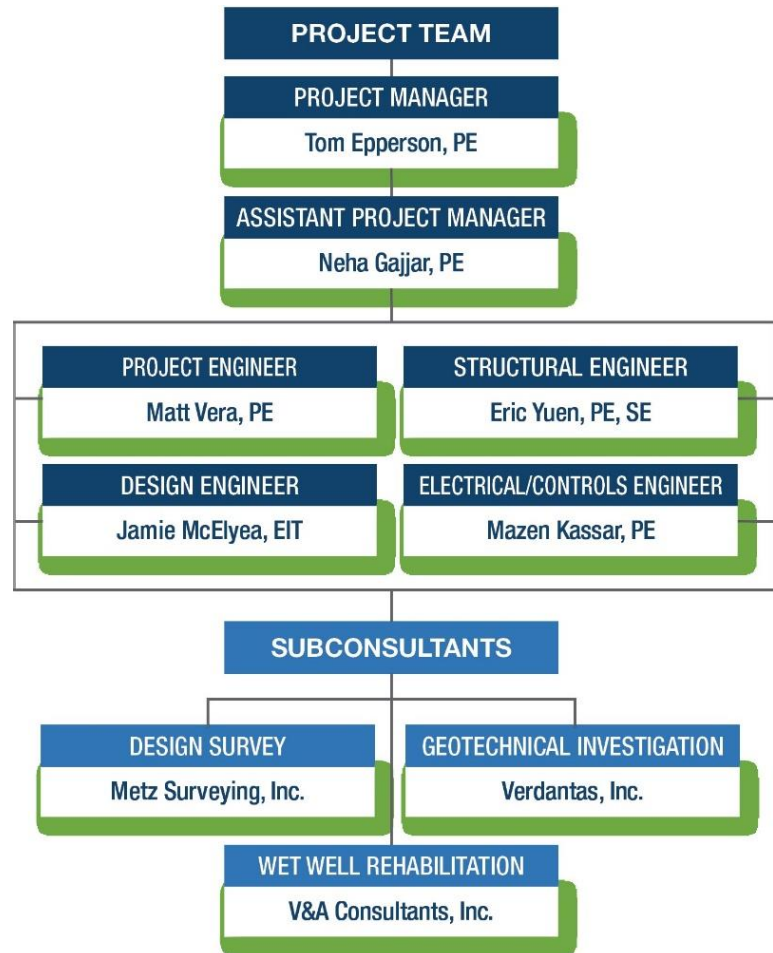 PROJECT TEAM
PROJECT MANAGER
Tom Epperson, PE
ASSISTANT PROJECT MANAGER
Neha Gajjar, PE
PROJECT ENGINEER
Matt Vera, PE
STRUCTURAL ENGINEER
Eric Yuen, PE, SE
DESIGN ENGINEER
Jamie McElyea, EIT
ELECTRICAL/CONTROLS ENGINEER
Mazen Kassar, PE
SUBCONSULTANTS
DESIGN SURVEY
Metz Surveying, Inc.
GEOTECHNICAL INVESTIGATION
Verdantas, Inc.
WET WELL REHABILITATION
V&A Consultants, Inc.